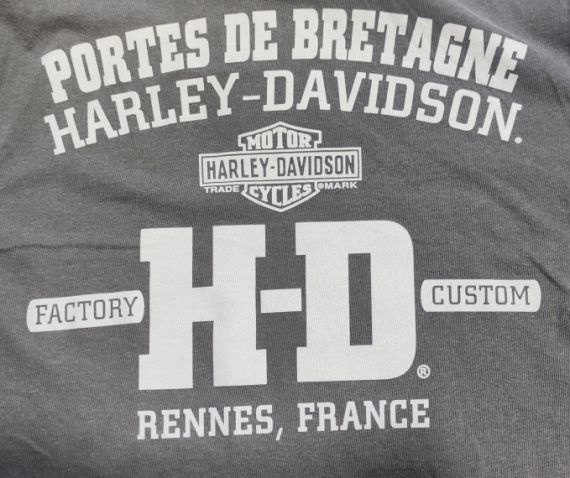 PORTES DE BRETAGNE
HARLEY-DAVIDSON.
MOTOR
HARLEY-DAVIDSON
TRADE CYCLES ® MARK
FACTORY H-D® CUSTOM
RENNES, FRANCE